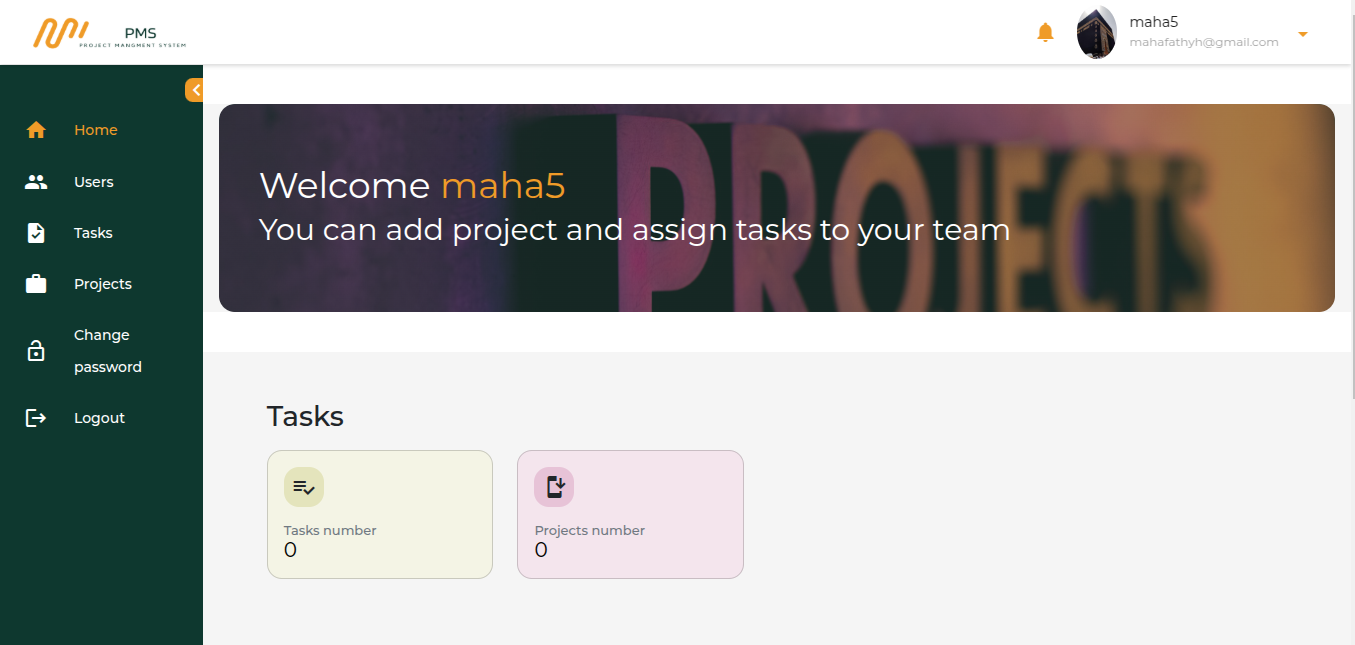 PMS
PROJECT MANGMENT SYSTEM
maha5
mahafathyh@gmail.com
Home
Users
Tasks
Projects
Change
password
Logout
PROJECTS
Welcome maha5
You can add project and assign tasks to your team
Tasks
Tasks number
0
Projects number
0